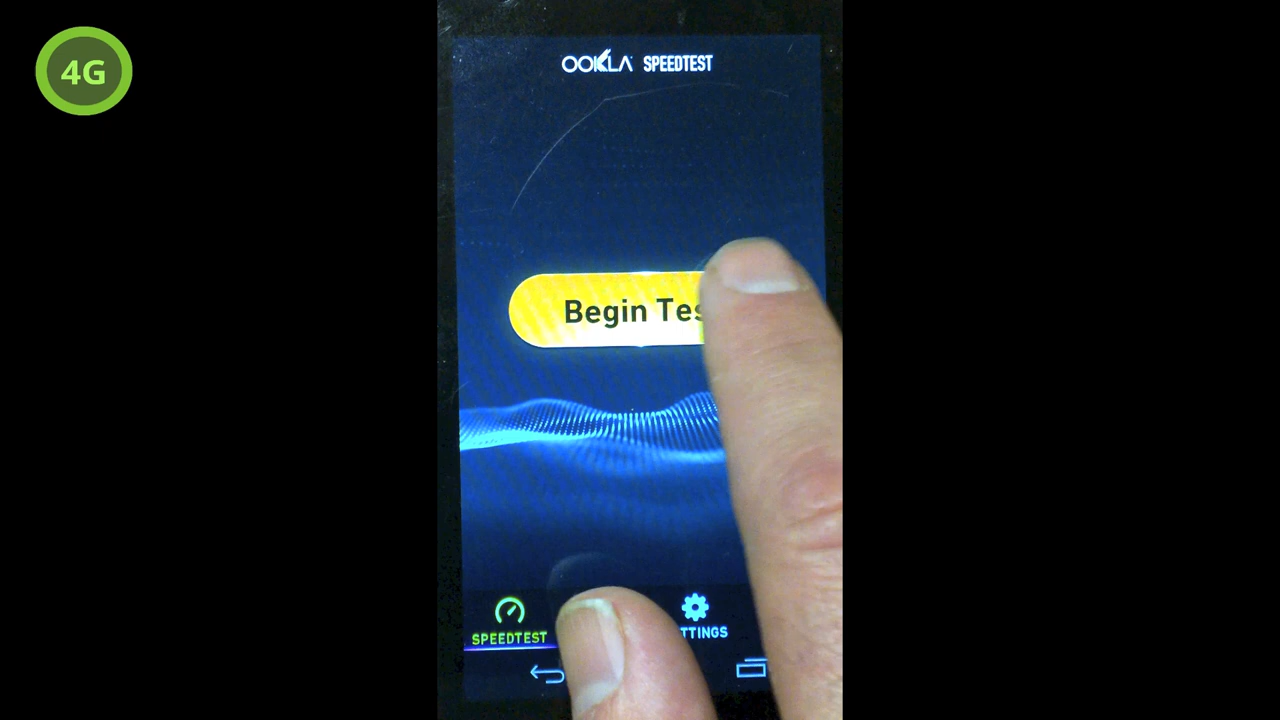 4G
OOKLA SPEEDTEST
Begin Tes
SPEEDTEST
TTINGS